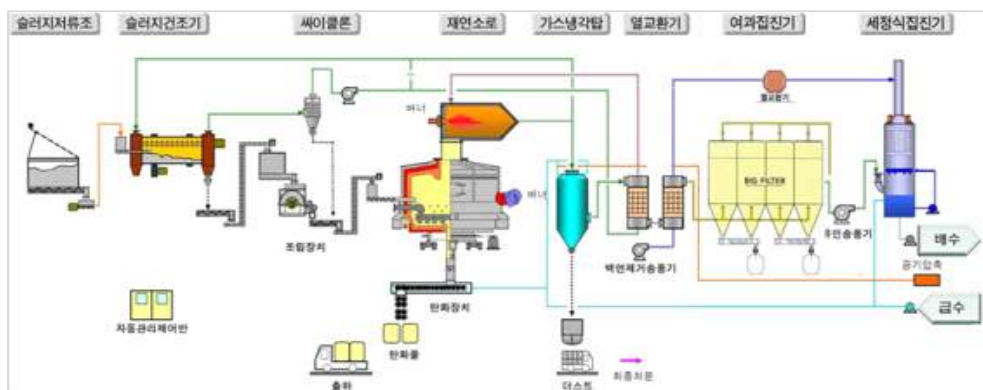 슬러지저류조
슬러지건조기
싸이클론
재연소로
가스냉각탑
열교환기
여과집진기
세정식집진기
버너
열교환기
버너
BIG FILTER
조립장치
백연제거송풍기
유인송풍기
배수
공기압축
탄화장치
급수
자동관리제어반
탄화물
출하
더스트
최종처분